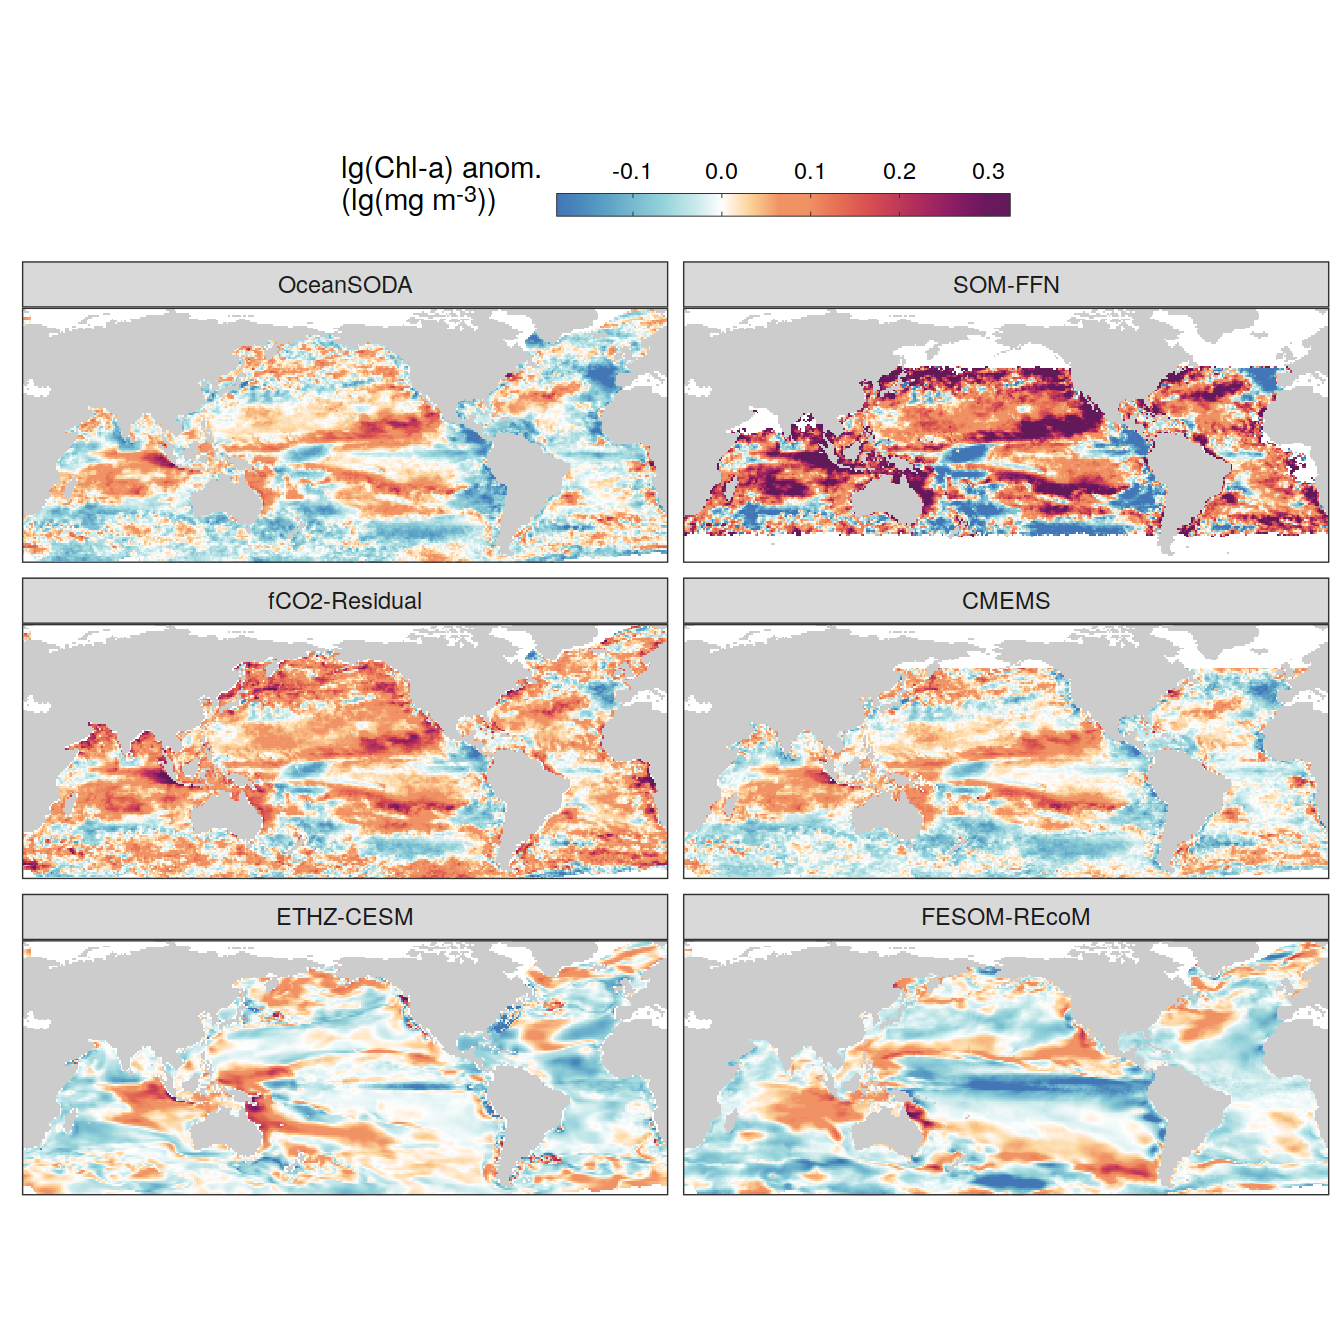 lg(Chl-a) anom.
(lg(mg m-3))
-0.1 0.0 0.1 0.2 0.3
OceanSODA
SOM-FFN
fCO2-Residual
CMEMS
ETHZ-CESM
FESOM-REcoM